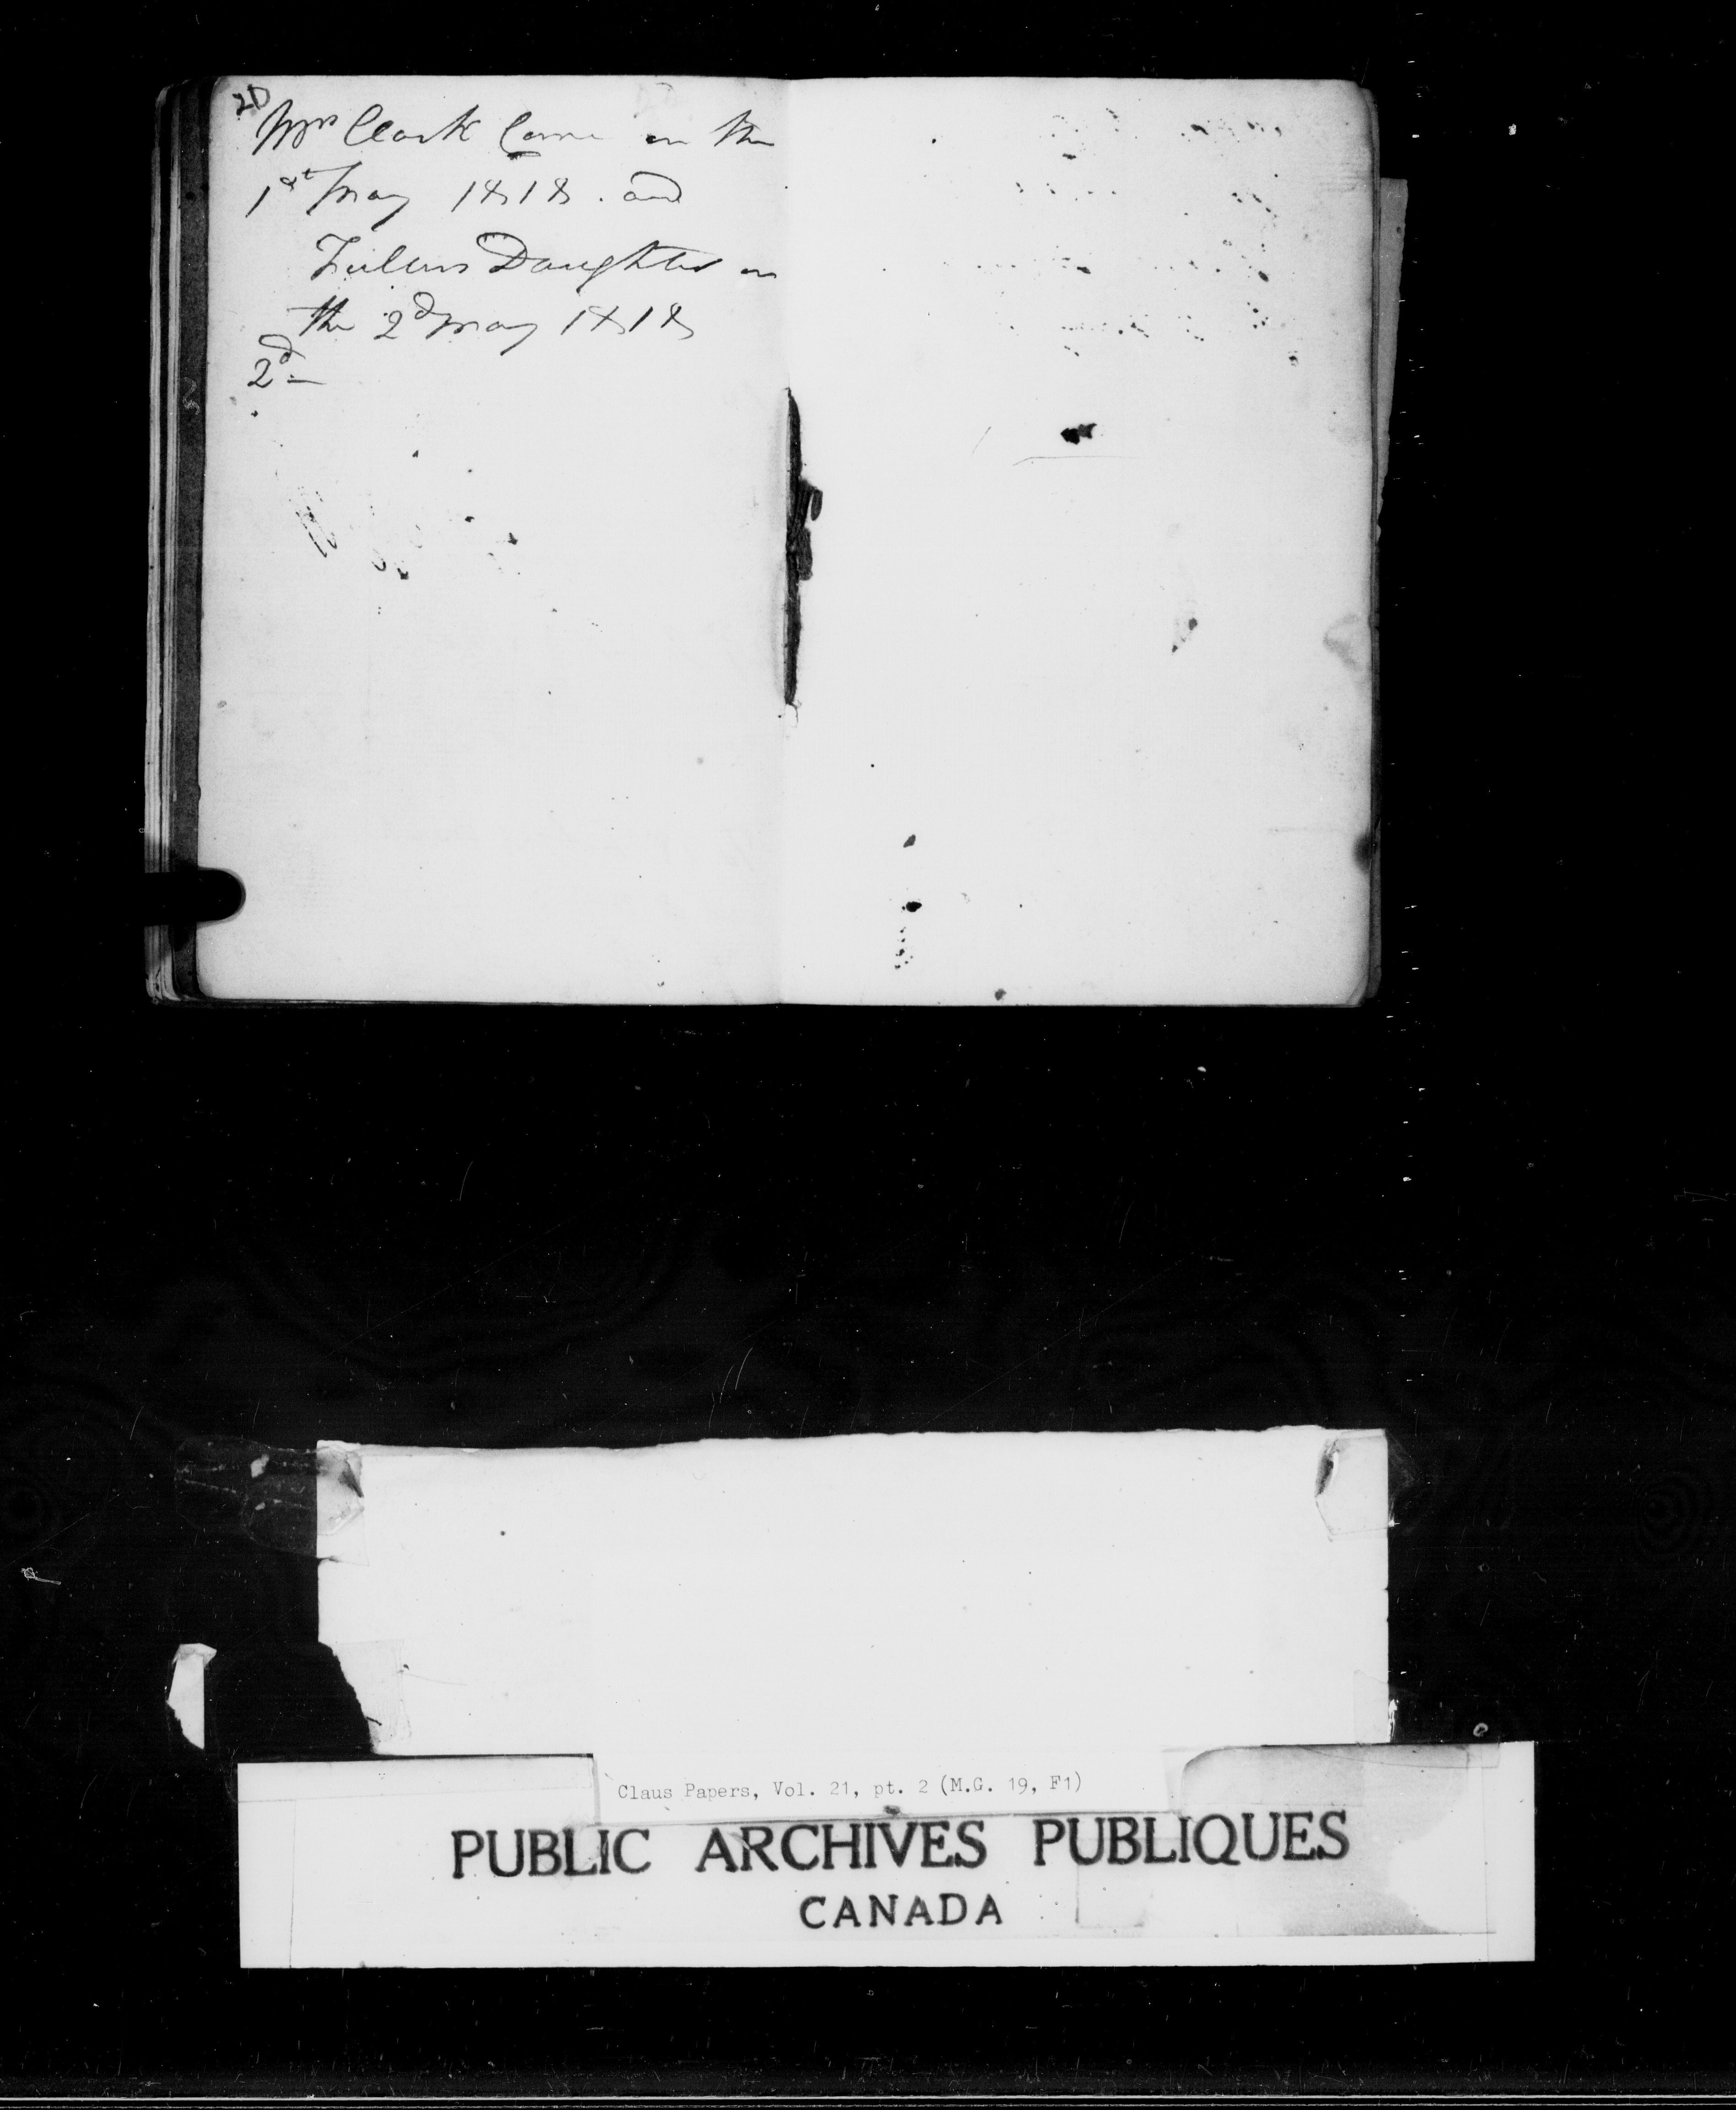 21
Mrs Clark Came on the
1st May 1818. and
Daughter on
the 2d May 1818
2d
Claus Papers, Vol. 21, pt. 2 (M.G. 19, F1)
PUBLIC ARCHIVES PUBLIQUES
CANADA